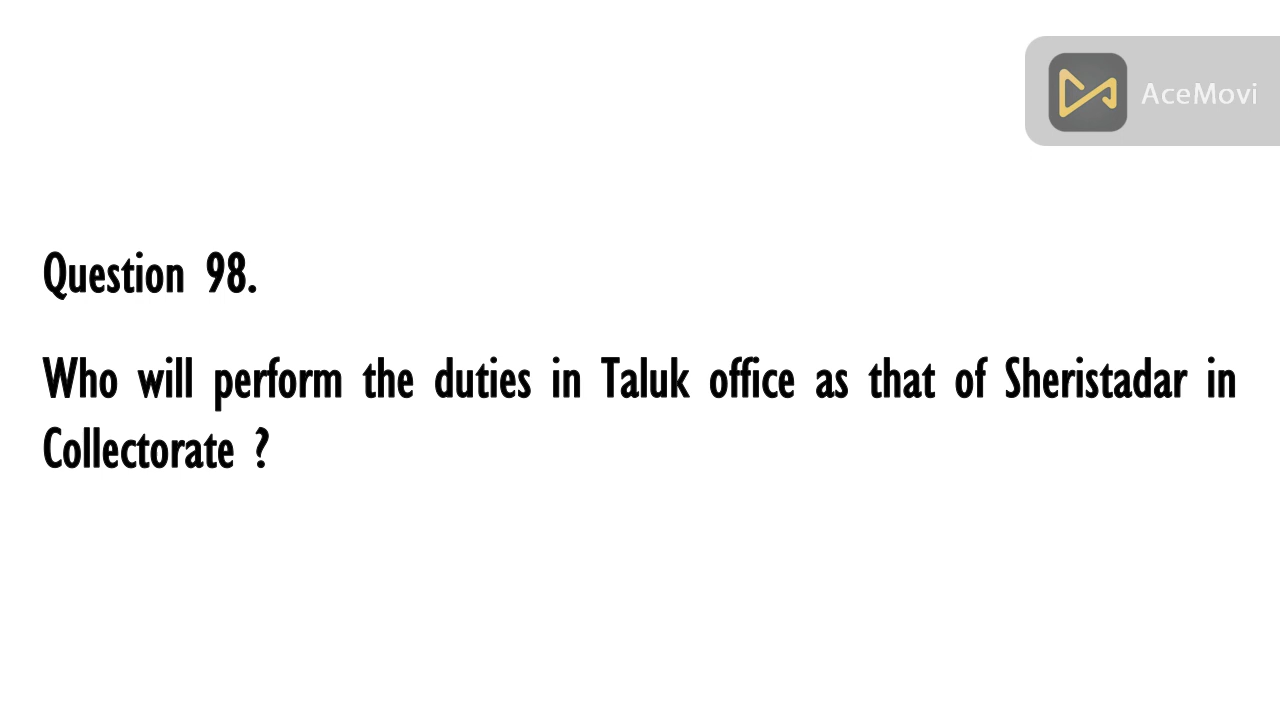 AceMovi
Question 98.
Who will perform the duties in Taluk office as that of Sheristadar in
Collectorate ?